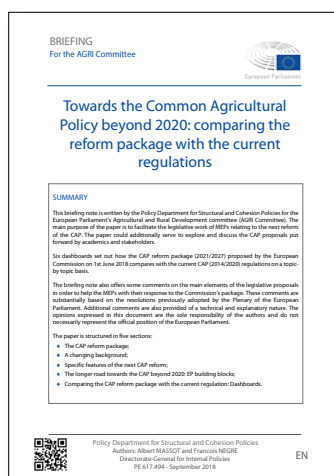 BRIEFING
For the AGRI Committee
European Parliament
Towards the Common Agricultural
Policy beyond 2020: comparing the
reform package with the current
regulations
SUMMARY
This briefing note is written by the Policy Department for Structural and Cohesion Policies for the
European Parliament's Agricultural and Rural Development committee (AGRI Committee). The
main purpose of the paper is to facilitate the legislative work of MEPs relating to the next reform
of the CAP. The paper could additionally serve to explore and discuss the CAP proposals put
forward by academics and stakeholders.
Six dashboards set out how the CAP reform package (2021/2027) proposed by the European
Commission on 1st June 2018 compares with the current CAP (2014/2020) regulations on a topic-
by topic basis.
The briefing note also offers some comments on the main elements of the legislative proposals
in order to help the MEPs with their response to the Commission's package. These comments are
substantially based on the resolutions previously adopted by the Plenary of the European
Parliament. Additional comments are also provided of a technical and explanatory nature. The
opinions expressed in this document are the sole responsibility of the authors and do not
necessarily represent the official position of the European Parliament.
The paper is structured in five sections:
♦ The CAP reform package;
♦ A changing background;
♦ Specific features of the next CAP reform;
♦ The longer road towards the CAP beyond 2020: EP building blocks;
♦ Comparing the CAP reform package with the current regulation: Dashboards.
Policy Department for Structural and Cohesion Policies
Authors: Albert MASSOT and Francois NEGRE
Directorate-General for Internal Policies
PE 617.494 - September 2018
EN